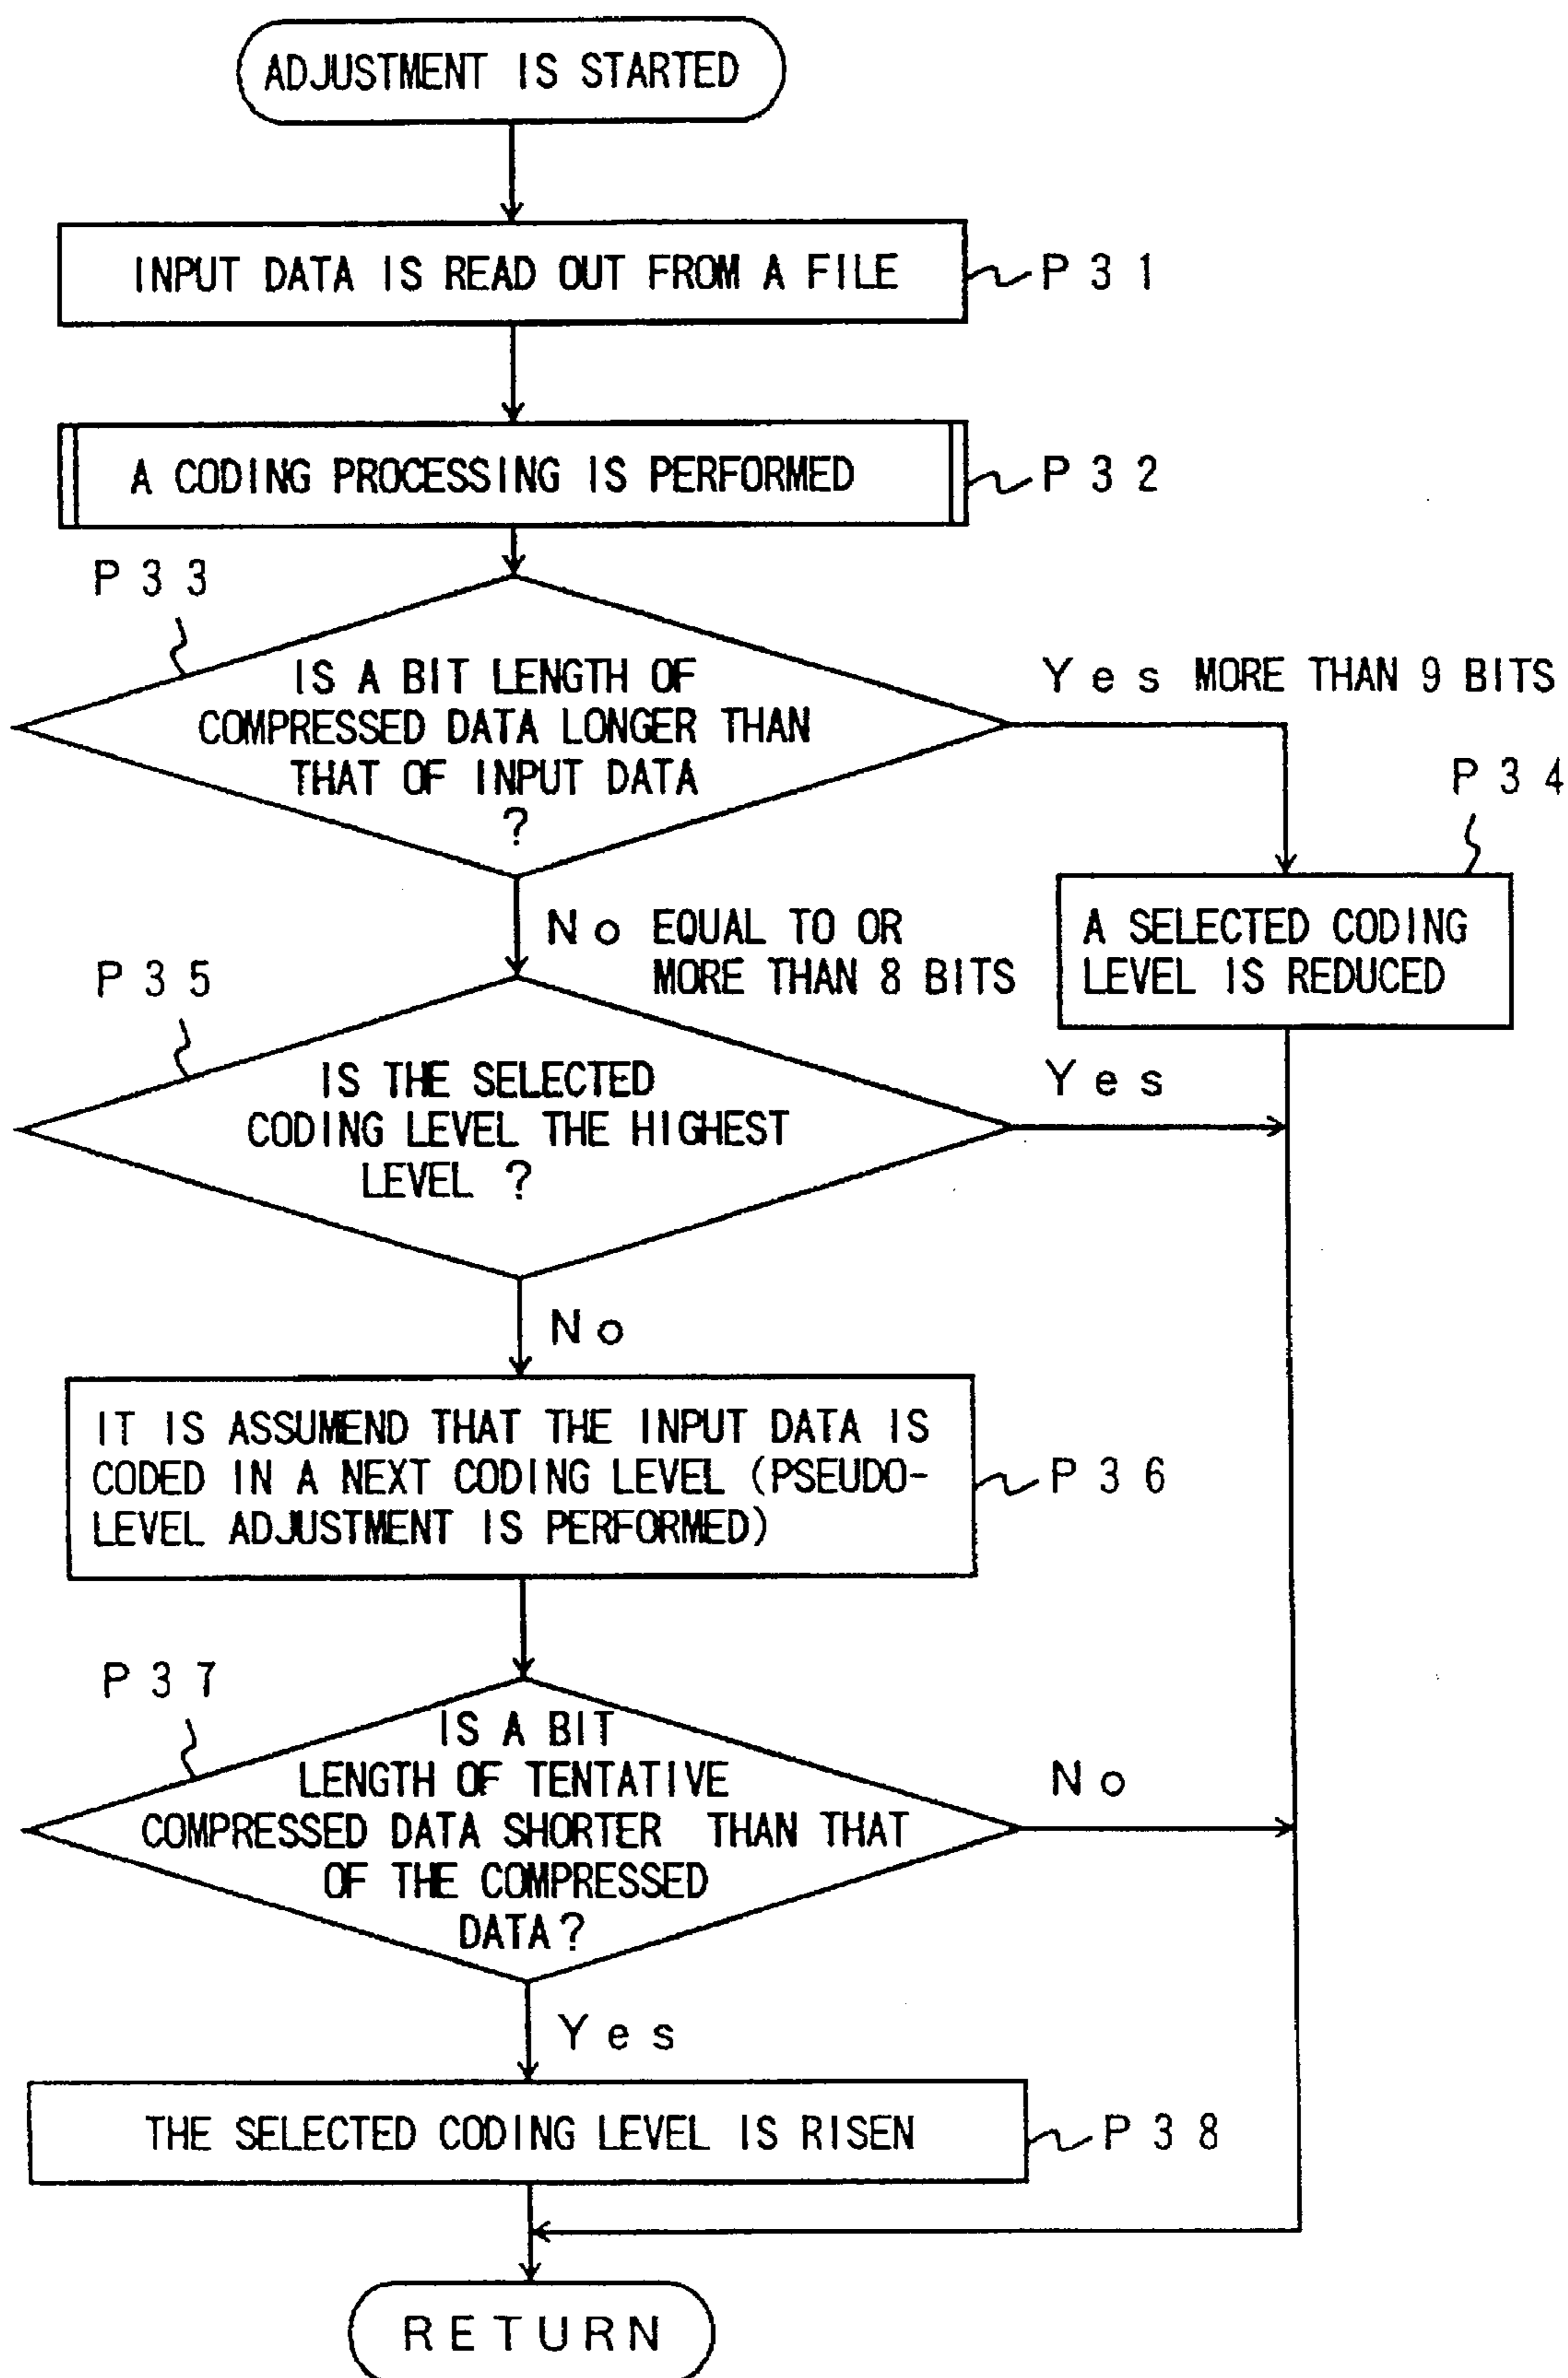 ADJUSTMENT IS STARTED
INPUT DATA IS READ OUT FROM A FILE
P31
A CODING PROCESSING IS PERFORMED
P32
P33
IS A BIT LENGTH OF
COMPRESSED DATA LONGER THAN
THAT OF INPUT DATA
?
Yes MORE THAN 9 BITS
P34
A SELECTED CODING
LEVEL IS REDUCED
No EQUAL TO OR
MORE THAN 8 BITS
P35
IS THE SELECTED
CODING LEVEL THE HIGHEST
LEVEL ?
Yes
No
IT IS ASSUMEND THAT THE INPUT DATA IS
CODED IN A NEXT CODING LEVEL (PSEUDO-
LEVEL ADJUSTMENT IS PERFORMED)
P36
P37
IS A BIT
LENGTH OF TENTATIVE
COMPRESSED DATA SHORTER THAN THAT
OF THE COMPRESSED
DATA?
No
Yes
THE SELECTED CODING LEVEL IS RISEN
P38
RETURN